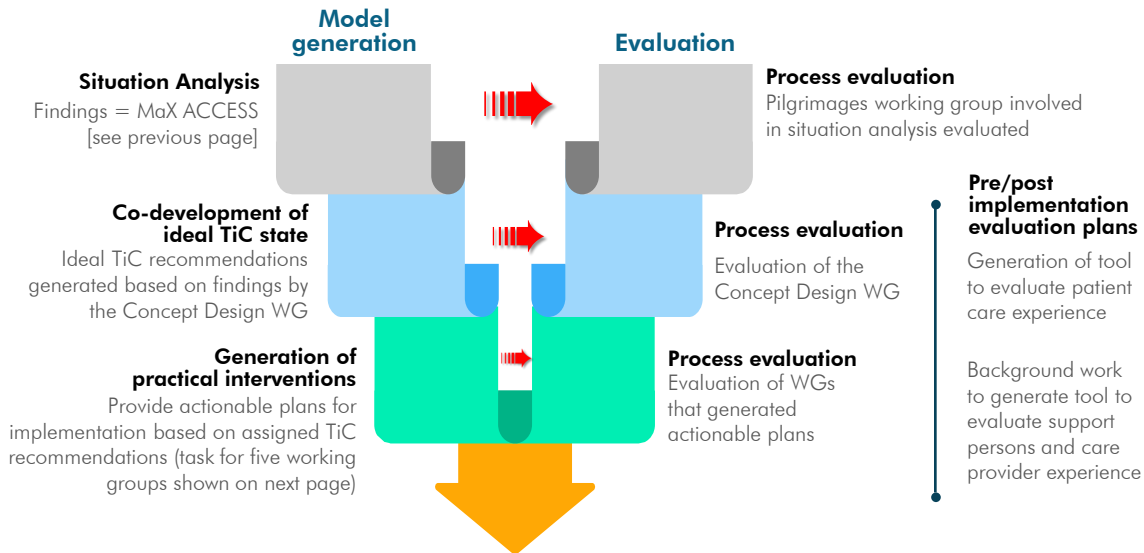 Model
generation
Evaluation
Situation Analysis
Findings = MaX ACCESS
[see previous page]
Process evaluation
Pilgrimages working group involved
in situation analysis evaluated
Co-development of
ideal TiC state
Ideal TiC recommendations
generated based on findings by
the Concept Design WG
Process evaluation
Evaluation of the
Concept Design WG
Generation of
practical interventions
Provide actionable plans for
implementation based on assigned TiC
recommendations (task for five working
groups shown on next page)
Process evaluation
Evaluation of WGs
that generated
actionable plans
Pre/post
implementation
evaluation plans
Generation of tool
to evaluate patient
care experience
Background work
to generate tool to
evaluate support
persons and care
provider experience